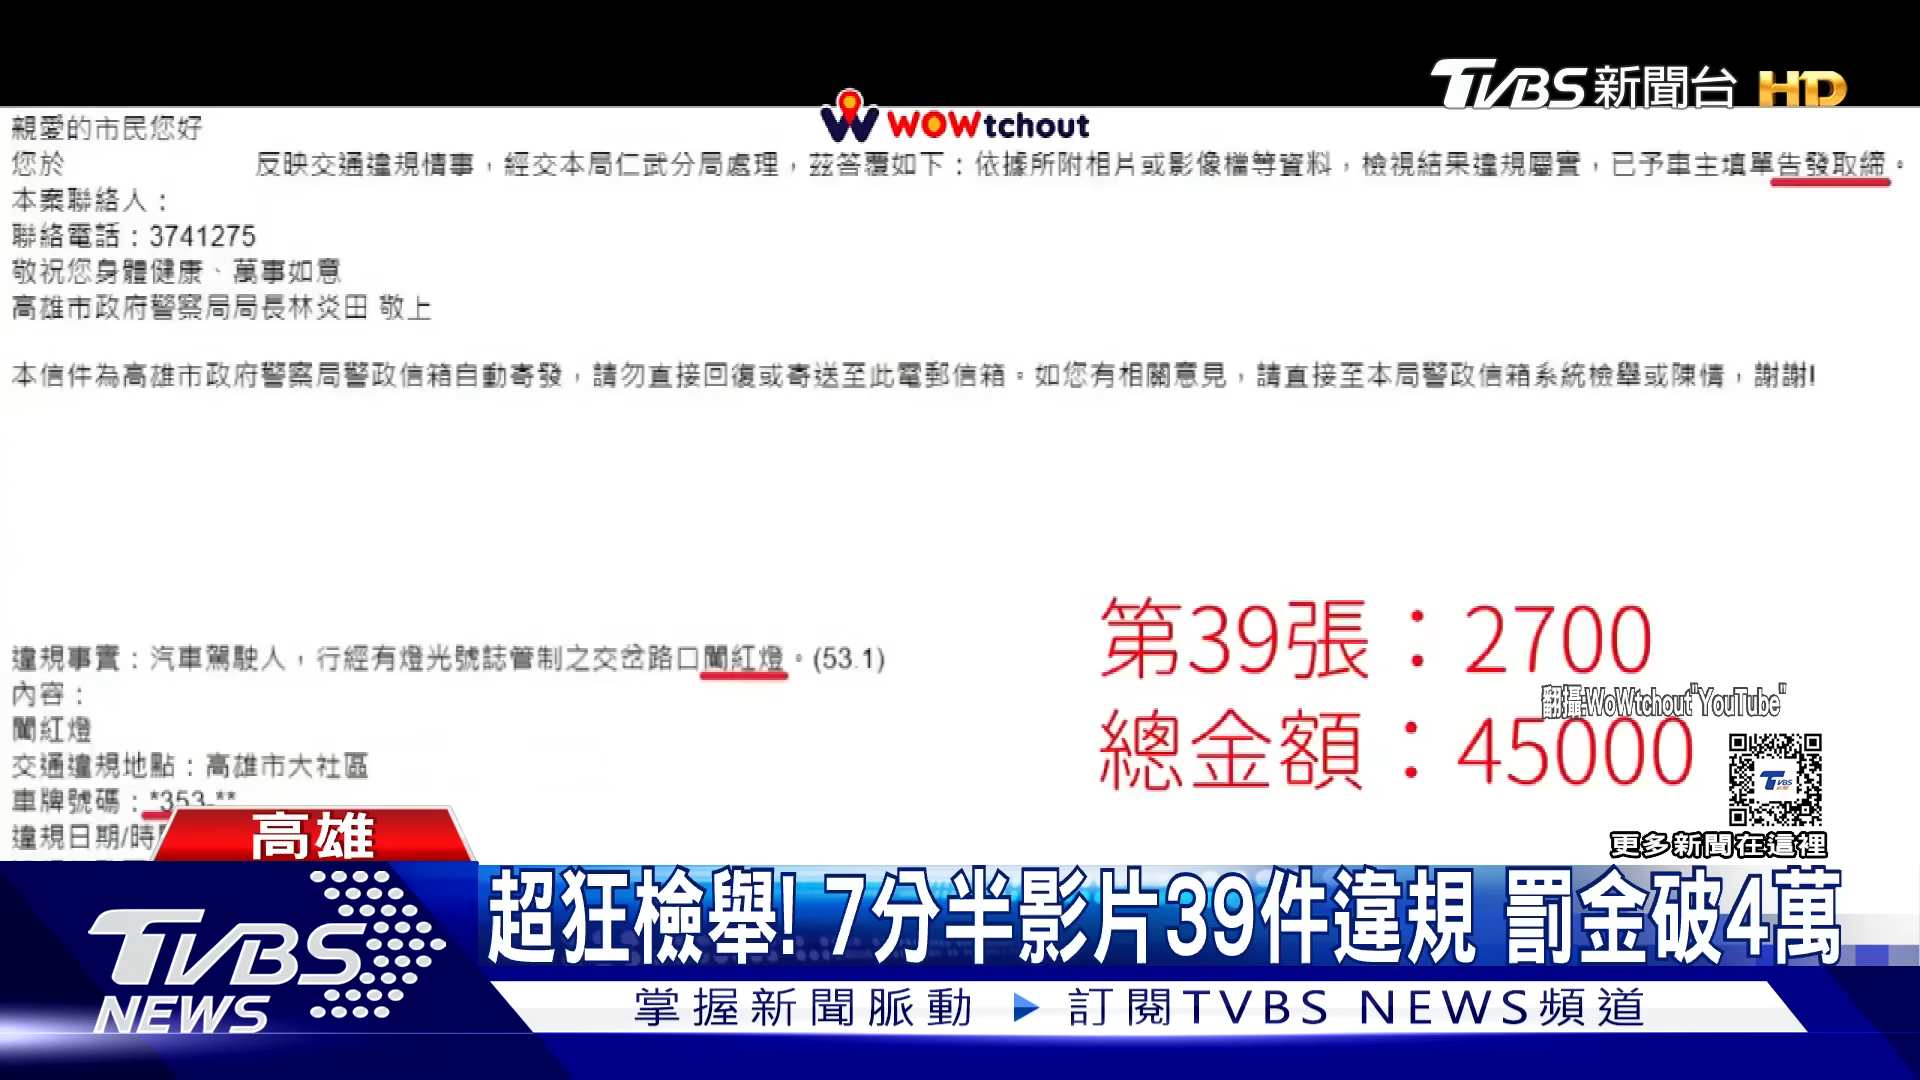 TVBS新聞台 HD
WOWtchout
親愛的市民您好
您於 反映交通違規情事，經交本局仁武分局處理，茲答覆如下：依據所附相片或影像檔等資料，檢視結果違規屬實，已予車主填單告發取締。
本案聯絡人：
聯絡電話：3741275
敬祝您身體健康、萬事如意
高雄市政府警察局局長林炎田 敬上
本信件為高雄市政府警察局警政信箱自動寄發，請勿直接回復或寄送至此電郵信箱。如您有相關意見，請直接至本局警政信箱系統檢舉或陳情，謝謝!
違規事實：汽車駕駛人，行經有燈光號誌管制之交岔路口闖紅燈。(53.1)
內容：
闖紅燈
交通違規地點：高雄市大社區
車牌號碼：*353-**
違規日期/時
第39張：2700
翻攝:WoWtchout"YouTube"
總金額：45000
TVBS
更多新聞在這裡
高雄
超狂檢舉! 7分半影片39件違規 罰金破4萬
TVBS NEWS
掌握新聞脈動 ▶ 訂閱TVBS NEWS頻道